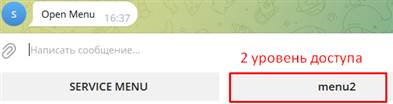 S
Open Menu
16:37
Написать сообщение...
2 уровень доступа
SERVICE MENU
menu2